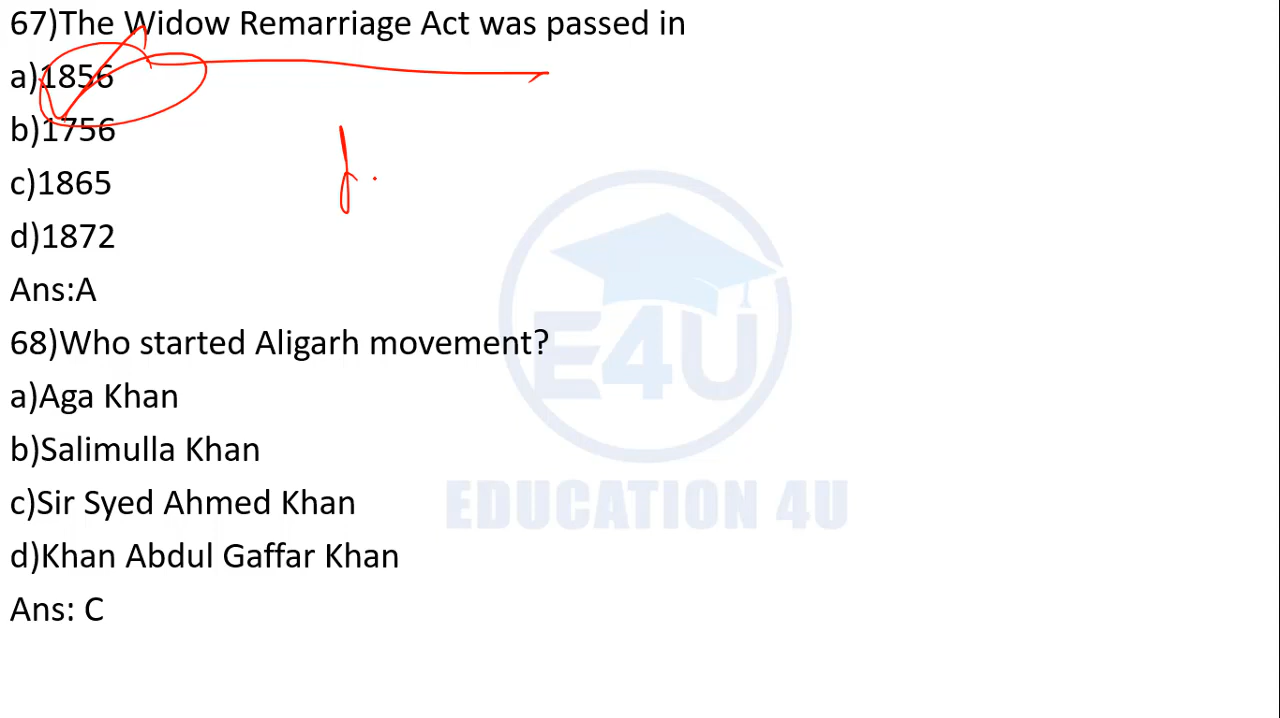 67)The Widow Remarriage Act was passed in
a)1856
b)1756
c)1865
d)1872
Ans:A
68)Who started Aligarh movement?
a)Aga Khan
b)Salimulla Khan
c)Sir Syed Ahmed Khan
d)Khan Abdul Gaffar Khan
Ans: C
E4U
EDUCATION 4U